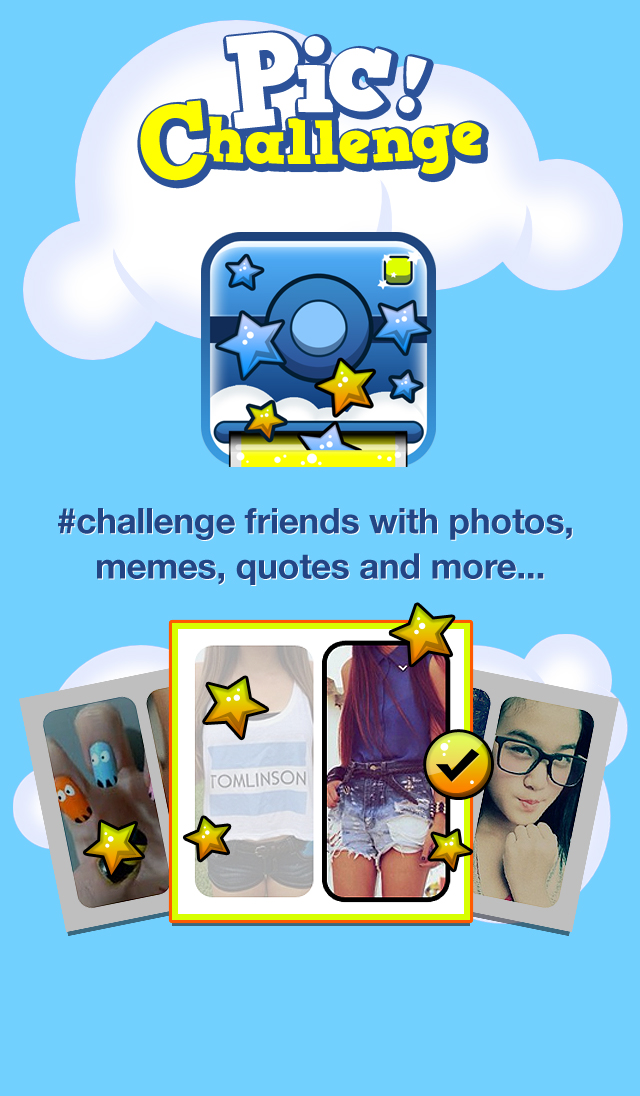 Pic!
Challenge
#challenge friends with photos,
memes, quotes and more...
TOMLINSON